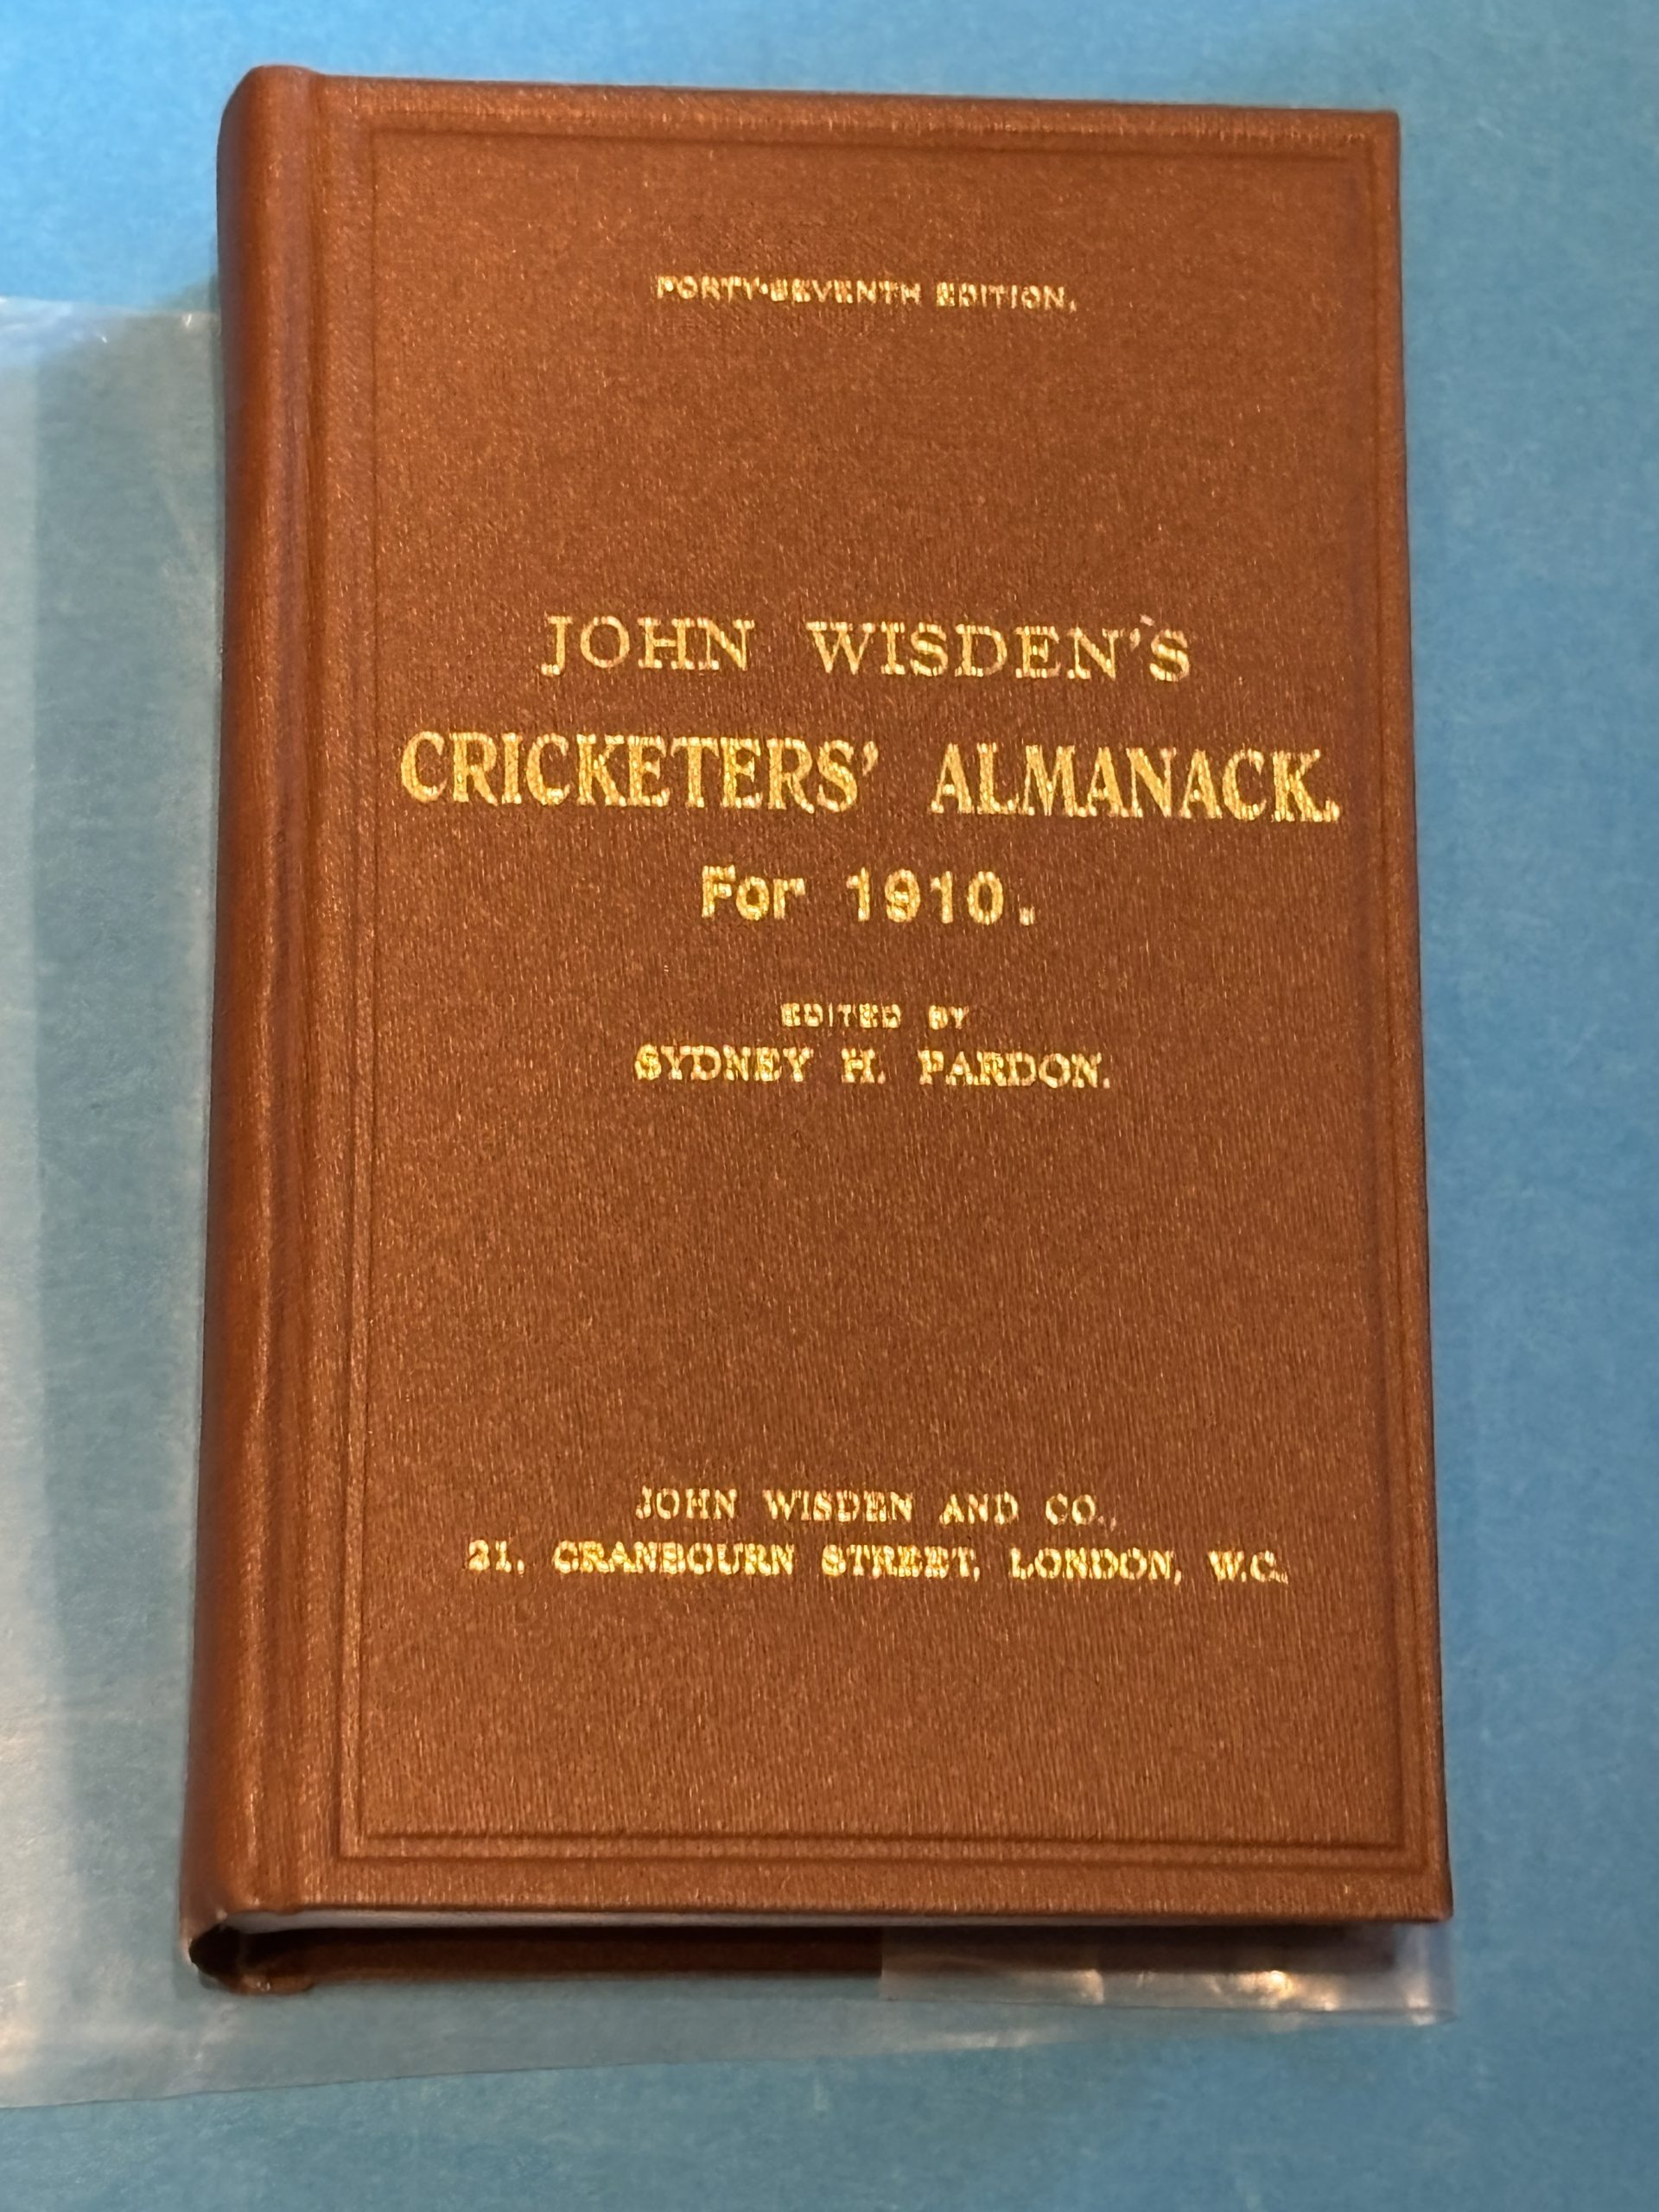 FORTY-SEVENTH EDITION.
JOHN WISDEN'S
CRICKETERS' ALMANACK.
For 1910.
EDITED BY
SYDNEY H. PARDON.
JOHN WISDEN AND CO.,
21, CRANBOURN STREET, LONDON, W.C.